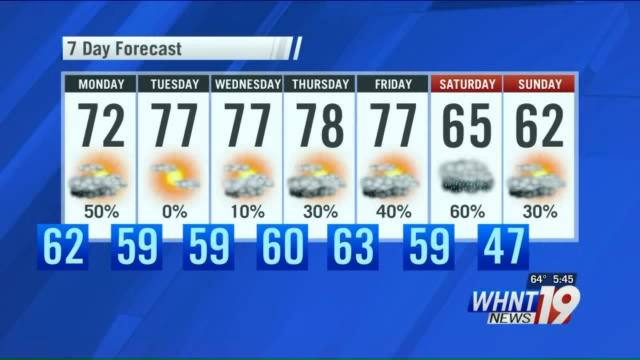 7 Day Forecast
MONDAY TUESDAY WEDNESDAY THURSDAY FRIDAY SATURDAY SUNDAY
72 77 77 78 77 65 62
50% 0% 10% 30% 40% 60% 30%
62 59 59 60 63 59 47
64° 5:45
WHNT 19
NEWS